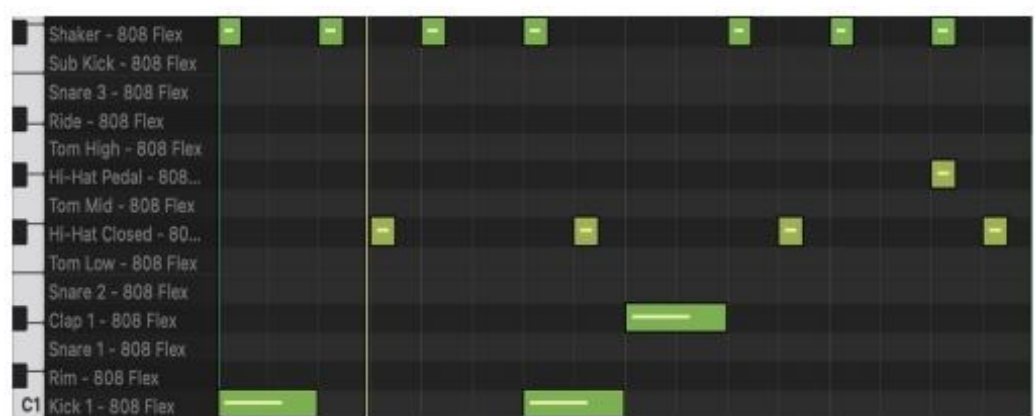 Shaker - 808 Flex
Sub Kick - 808 Flex
Snare 3 - 808 Flex
Ride - 808 Flex
Tom High - 808 Flex
Hi-Hat Pedal - 808...
Tom Mid - 808 Flex
Hi-Hat Closed - 80...
Tom Low - 808 Flex
Snare 2 - 808 Flex
Clap 1 - 808 Flex
Snare 1 - 808 Flex
Rim - 808 Flex
C1 Kick 1 - 808 Flex